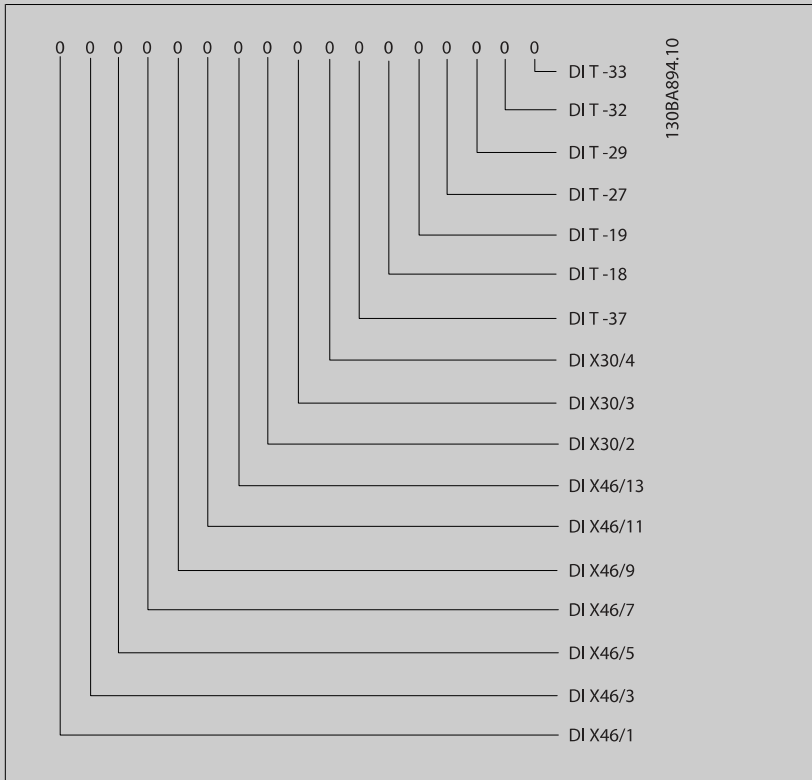 0 0 0 0 0 0 0 0 0 0 0 0 0 0 0 0 0
DI T -33
DI T -32
DI T -29
DI T -27
DI T -19
DI T -18
DI T -37
DI X30/4
DI X30/3
DI X30/2
DI X46/13
DI X46/11
DI X46/9
DI X46/7
DI X46/5
DI X46/3
DI X46/1
130BA894.10